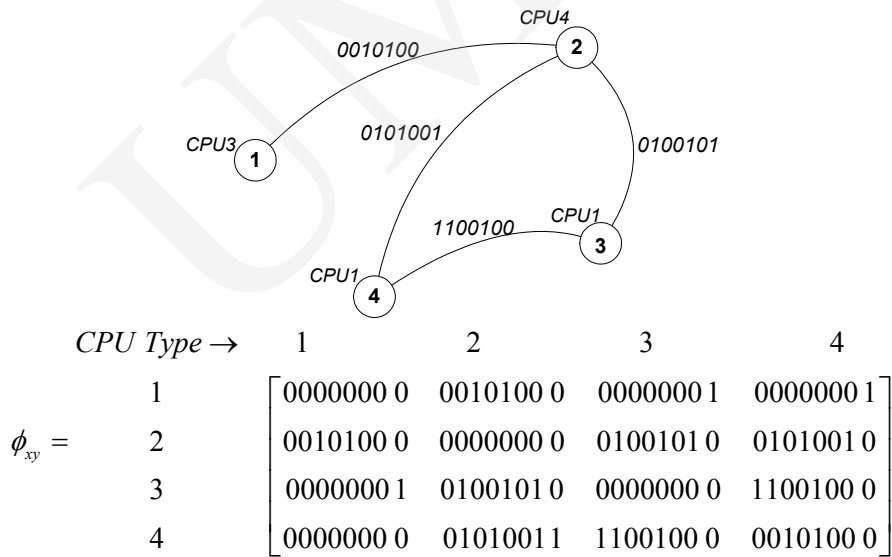 UM
CPU4
2
0010100
CPU3
1
0101001
0100101
1100100
CPU1
3
CPU1
4
CPU Type → 1 2 3 4
1 0000000 0 0010100 0 0000000 1 0000000 1
ϕxy = 2 0010100 0 0000000 0 0100101 0 0101001 0
3 0000000 1 0100101 0 0000000 0 1100100 0
4 0000000 0 0101001 1 1100100 0 0010100 0